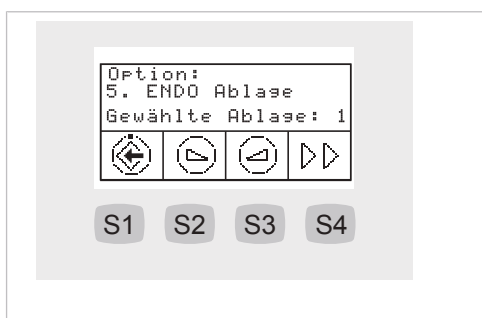 Option:
5. ENDO Ablage
Gewählte Ablage: 1
S1 S2 S3 S4